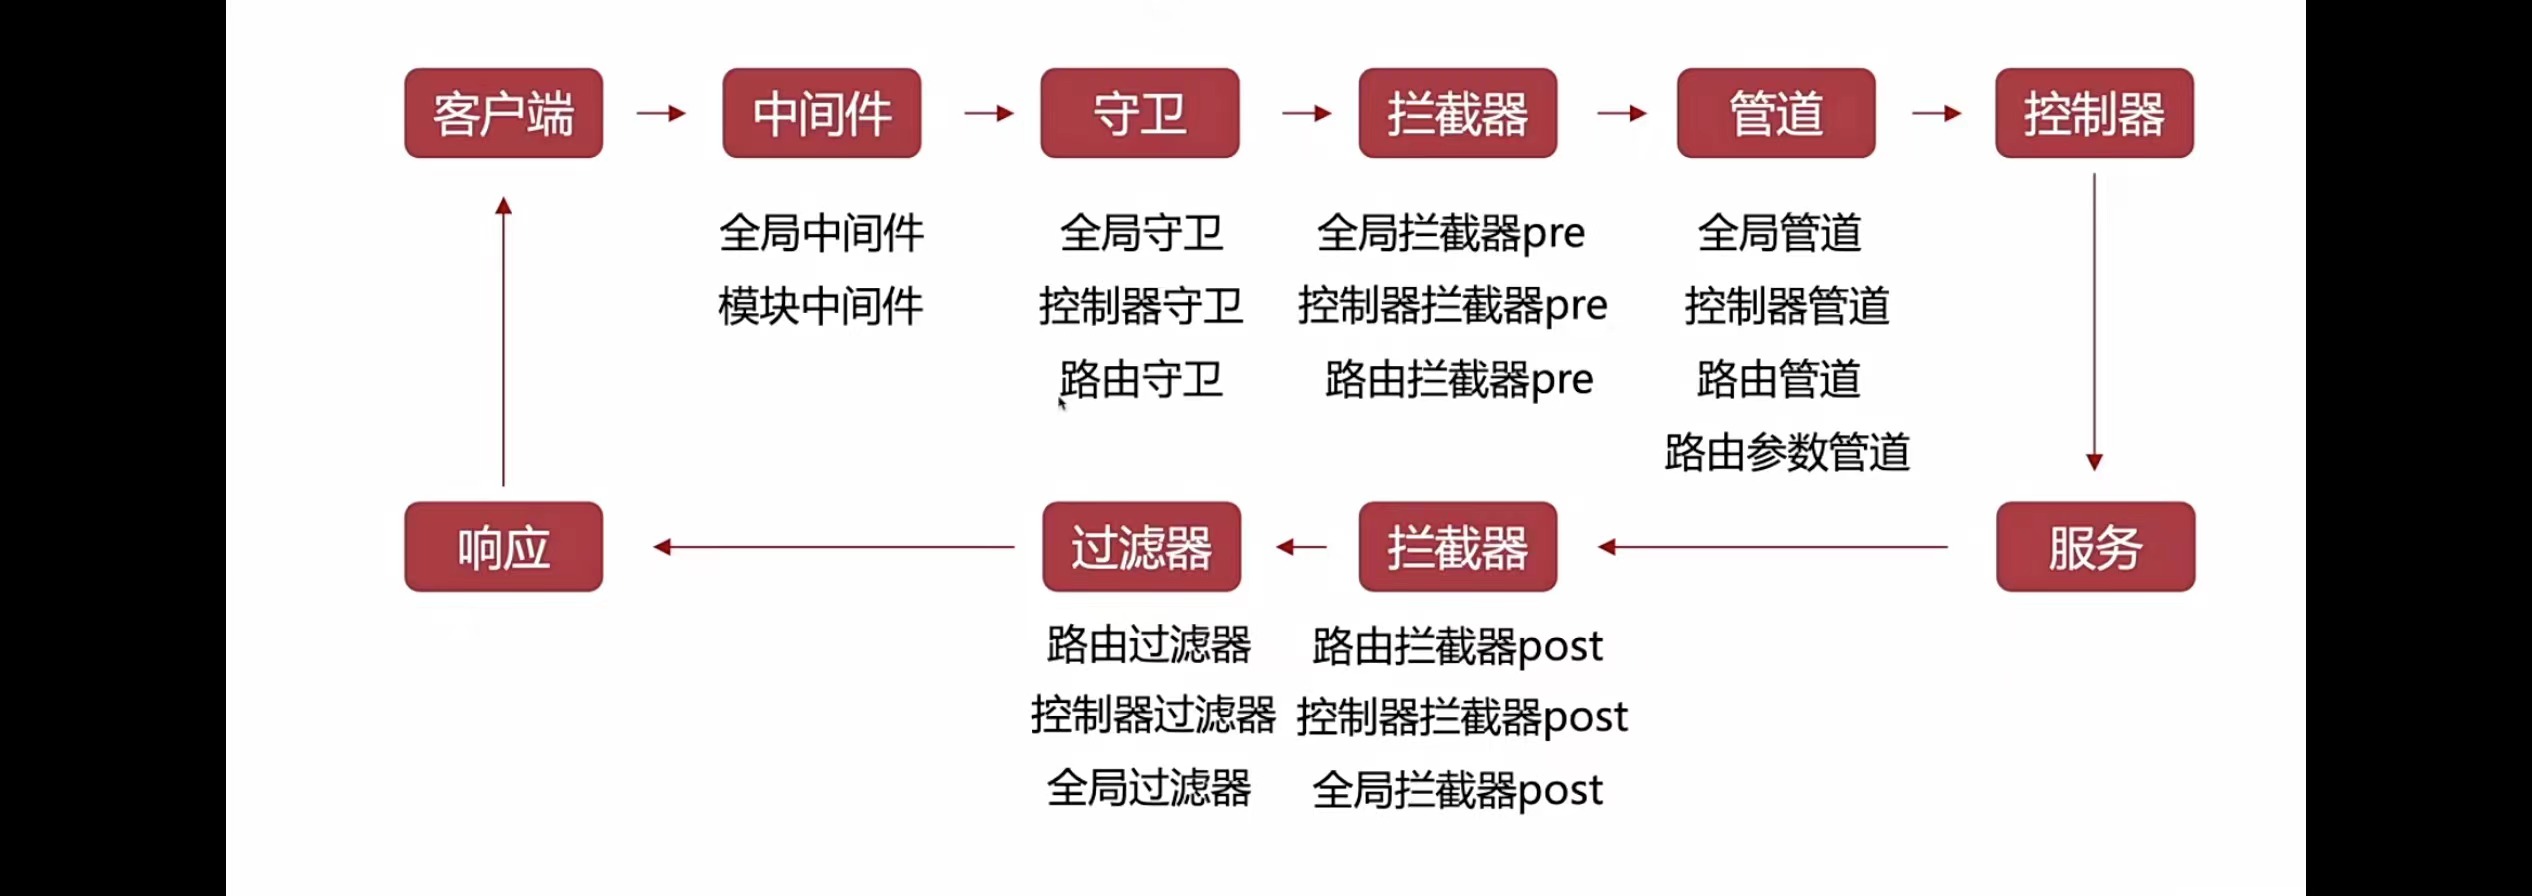 客户端
中间件
守卫
拦截器
管道
控制器
全局中间件
模块中间件
全局守卫
控制器守卫
路由守卫
全局拦截器pre
控制器拦截器pre
路由拦截器pre
全局管道
控制器管道
路由管道
路由参数管道
响应
过滤器
拦截器
服务
路由过滤器
控制器过滤器
全局过滤器
路由拦截器post
控制器拦截器post
全局拦截器post